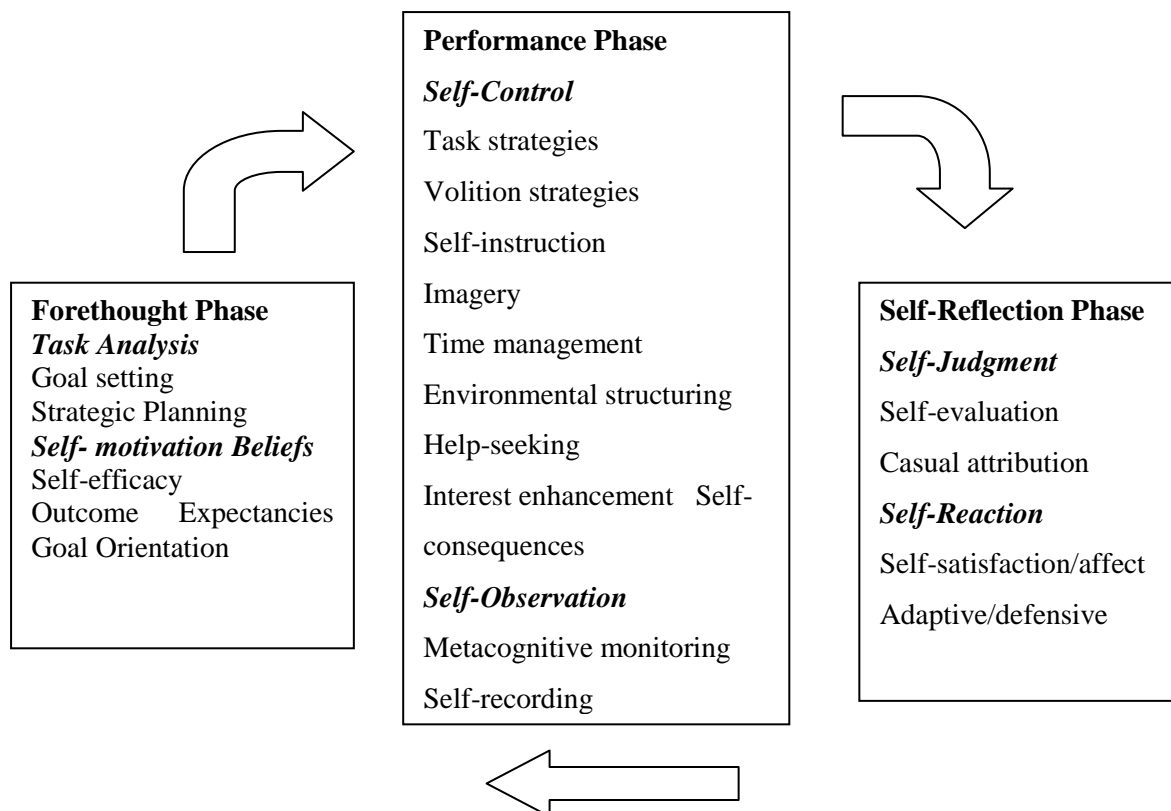 Forethought Phase
Task Analysis
Goal setting
Strategic Planning
Self- motivation Beliefs
Self-efficacy
Outcome Expectancies
Goal Orientation
Performance Phase
Self-Control
Task strategies
Volition strategies
Self-instruction
Imagery
Time management
Environmental structuring
Help-seeking
Interest enhancement Self-
consequences
Self-Observation
Metacognitive monitoring
Self-recording
Self-Reflection Phase
Self-Judgment
Self-evaluation
Casual attribution
Self-Reaction
Self-satisfaction/affect
Adaptive/defensive